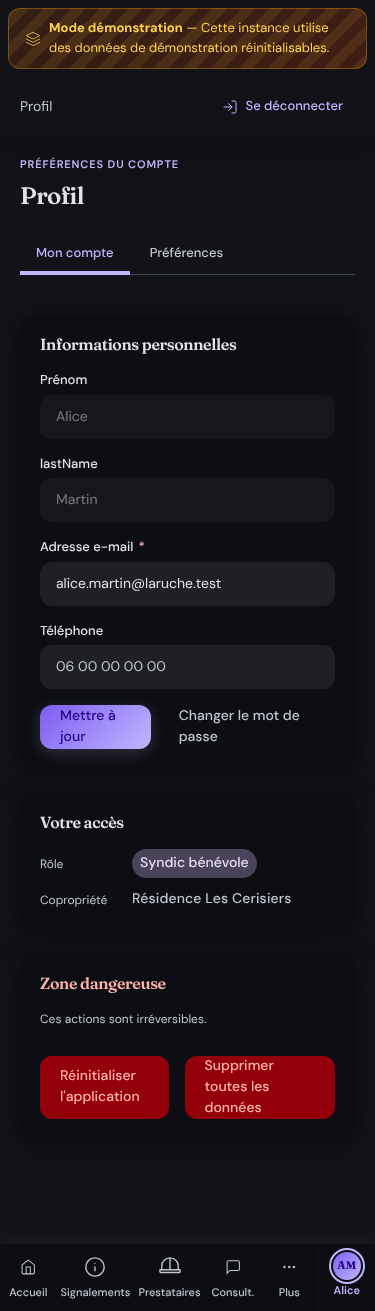 Mode démonstration — Cette instance utilise
des données de démonstration réinitialisables.
Profil
Se déconnecter
PRÉFÉRENCES DU COMPTE
Profil
Mon compte
Préférences
Informations personnelles
Prénom
Alice
lastName
Martin
Adresse e-mail *
alice.martin@laruche.test
Téléphone
06 00 00 00 00
Mettre à
jour
Changer le mot de
passe
Votre accès
Rôle
Syndic bénévole
Copropriété
Résidence Les Cerisiers
Zone dangereuse
Ces actions sont irréversibles.
Réinitialiser
l'application
Supprimer
toutes les
données
Accueil
Signalements
Prestataires
Consult.
Plus
AM
Alice